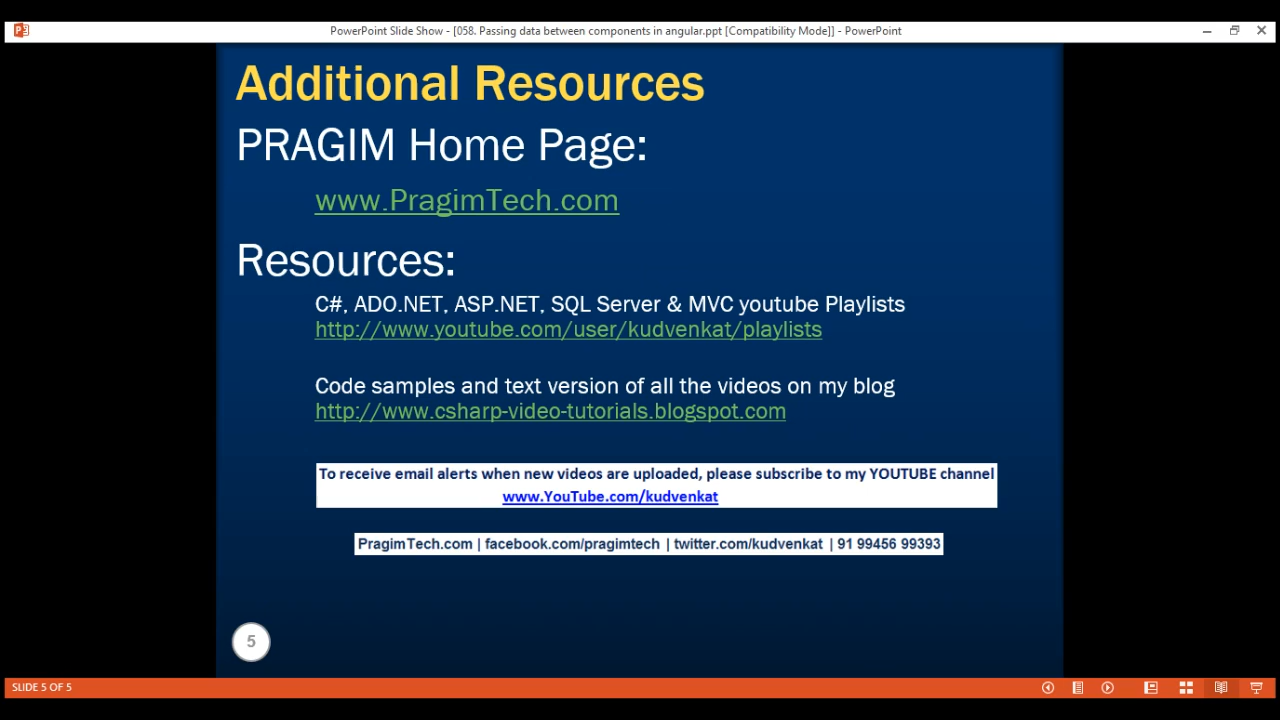 PowerPoint Slide Show - [058. Passing data between components in angular.ppt [Compatibility Mode]] - PowerPoint
Additional Resources
PRAGIM Home Page:
www.PragimTech.com
Resources:
C#, ADO.NET, ASP.NET, SQL Server & MVC youtube Playlists
http://www.youtube.com/user/kudvenkat/playlists
Code samples and text version of all the videos on my blog
http://www.csharp-video-tutorials.blogspot.com
To receive email alerts when new videos are uploaded, please subscribe to my YOUTUBE channel
www.YouTube.com/kudvenkat
PragimTech.com | facebook.com/pragimtech | twitter.com/kudvenkat | 91 99456 99393
5
SLIDE 5 OF 5